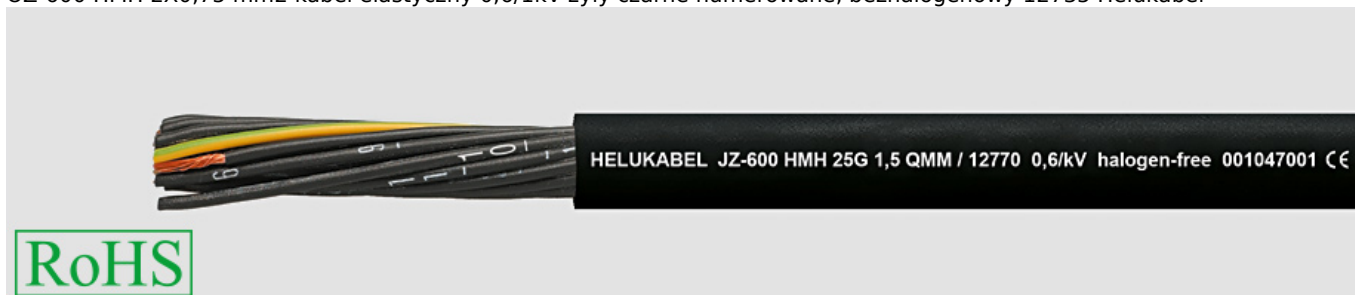 OZ-600 HMH 2X0,75 mm2 kabel elastyczny 0,6/1kV żyły czarne numerowane, bezhalogenowy 12735 Helukabel
HELUKABEL JZ-600 HMH 25G 1,5 QMM / 12770 0,6/kV halogen-free 001047001 CE
RoHS